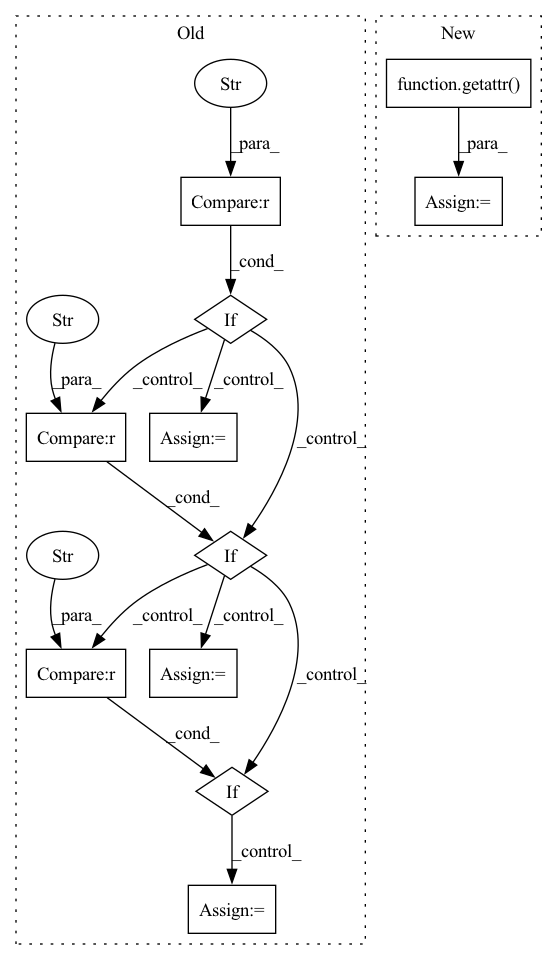 Old
New
Str
function.getattr()
_para_
_para_
Compare:r
Assign:=
_cond_
Str
If
_para_
_control_
_control_
Compare:r
Assign:=
_control_
_cond_
Str
If
_para_
_control_
_control_
Compare:r
Assign:=
_control_
_cond_
If
_control_
Assign:=